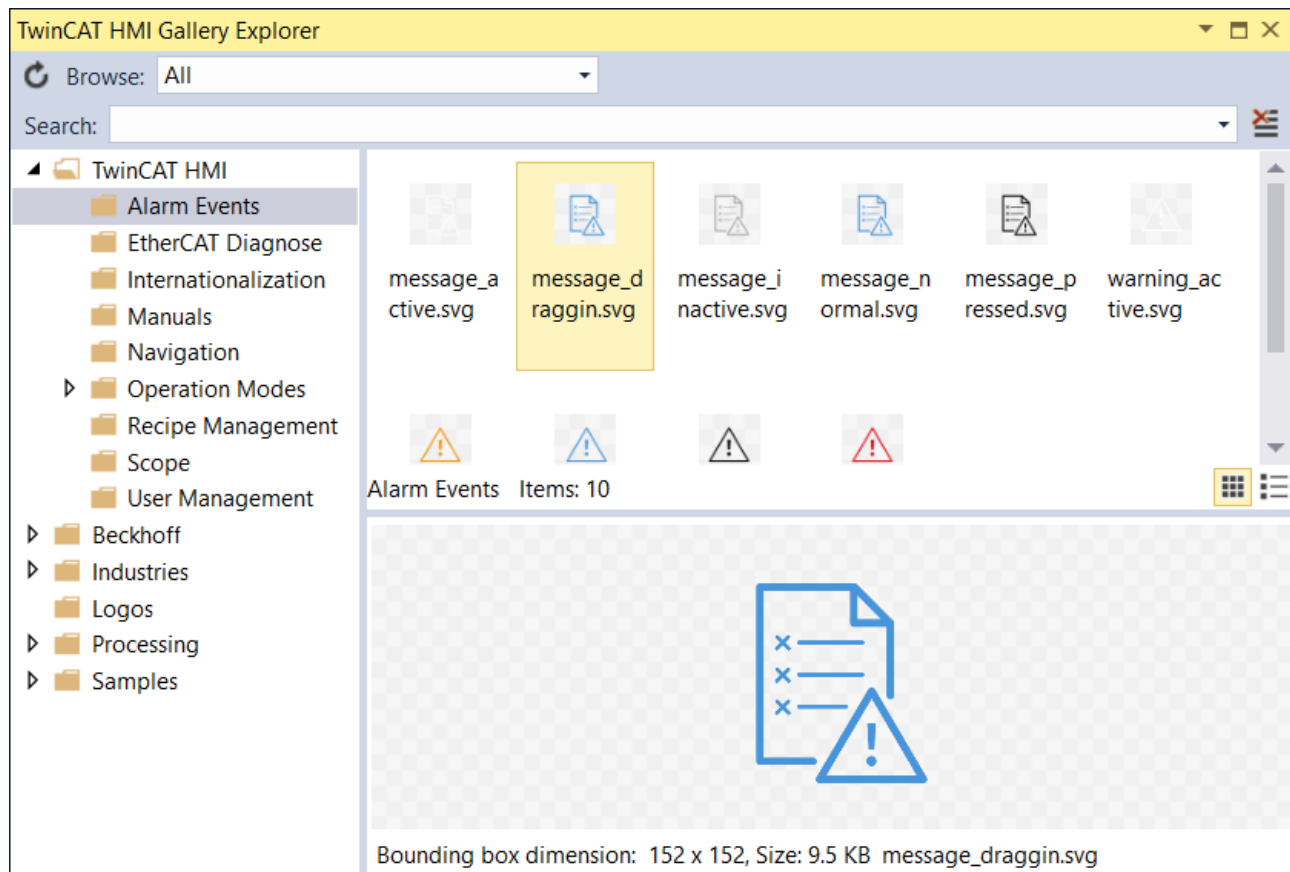 TwinCAT HMI Gallery Explorer
Browse: All
Search:
TwinCAT HMI
Alarm Events
EtherCAT Diagnose
Internationalization
Manuals
Navigation
Operation Modes
Recipe Management
Scope
User Management
Beckhoff
Industries
Logos
Processing
Samples
message_a
ctive.svg
message_d
raggin.svg
message_i
nactive.svg
message_n
ormal.svg
message_p
ressed.svg
warning_ac
tive.svg
Alarm Events Items: 10
Bounding box dimension: 152 x 152, Size: 9.5 KB message_draggin.svg